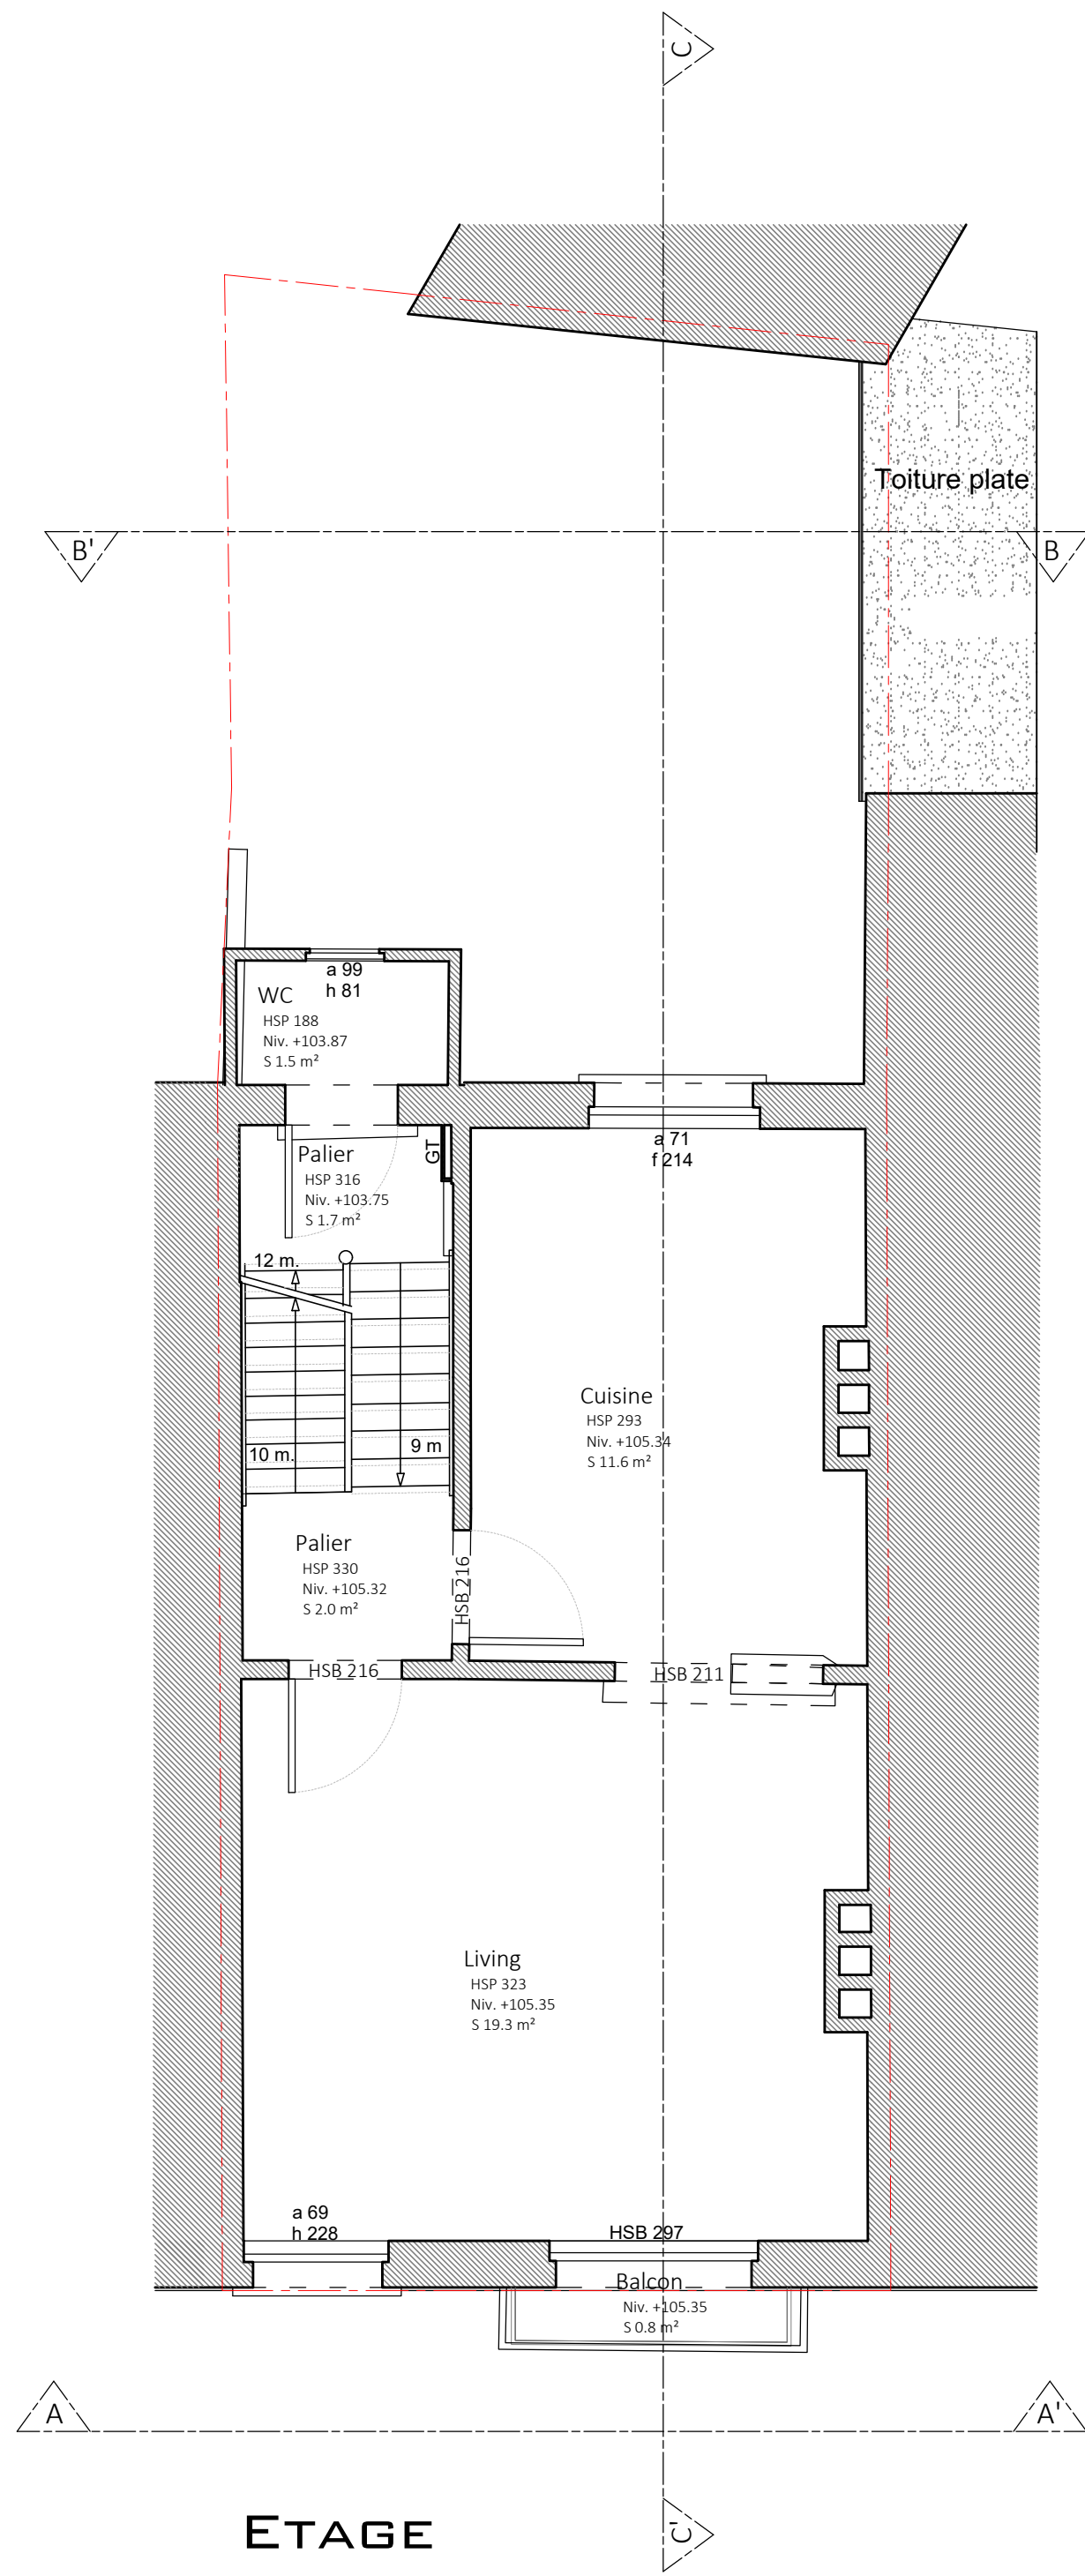 C
Toiture plate
B'
B
a 99
h 81
WC
HSP 188
Niv. +103.87
S 1.5 m²
a 71
f 214
GT
Palier
HSP 316
Niv. +103.75
S 1.7 m²
12 m.
Cuisine
HSP 293
Niv. +105.34
S 11.6 m²
10 m.
9 m
Palier
HSP 330
Niv. +105.32
S 2.0 m²
HSB 216
HSB 216
HSB 211
Living
HSP 323
Niv. +105.35
S 19.3 m²
a 69
h 228
HSB 297
Balcon
Niv. +105.35
S 0.8 m²
A
A'
C'
ETAGE